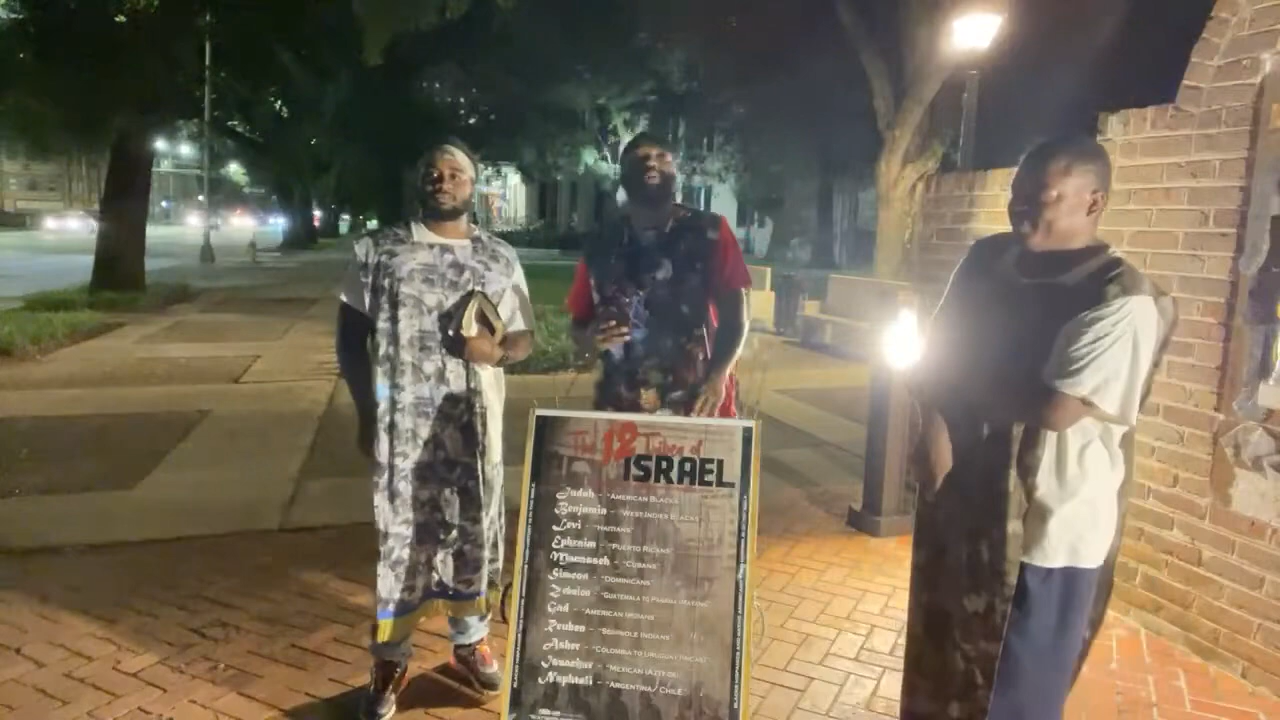 The 12 Tribes of
ISRAEL
Judah - "AMERICAN BLACKS"
Benjamin - "WEST INDIES BLACKS"
Levi - "HAITIANS"
Ephraim - "PUERTO RICANS"
Manasseh - "CUBANS"
Simeon - "DOMINICANS"
Zebulon - "GUATEMALA TO PANAMA
Gad - "AMERICAN INDIANS"
Reuben - "SEMINOLE INDIANS"
Asher - "COLOMBIA TO URUGUAY
Issachar - "MEXICAN
Naphtali - "ARGENTINA/ CHILE"